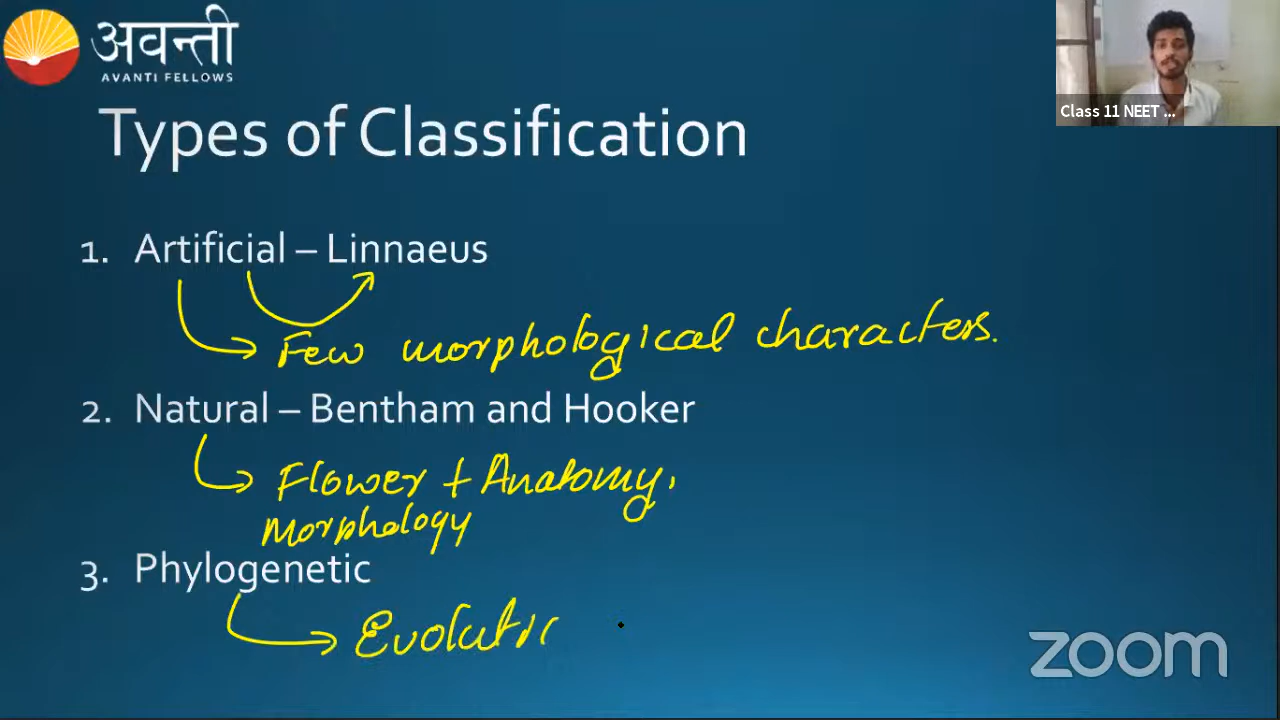 अवन्ती
AVANTI FELLOWS
Class 11 NEET ...
Types of Classification
1. Artificial – Linnaeus
Few morphological characters.
2. Natural – Bentham and Hooker
Flower + Anatomy,
Morphology
3. Phylogenetic
Evolutic
zoom